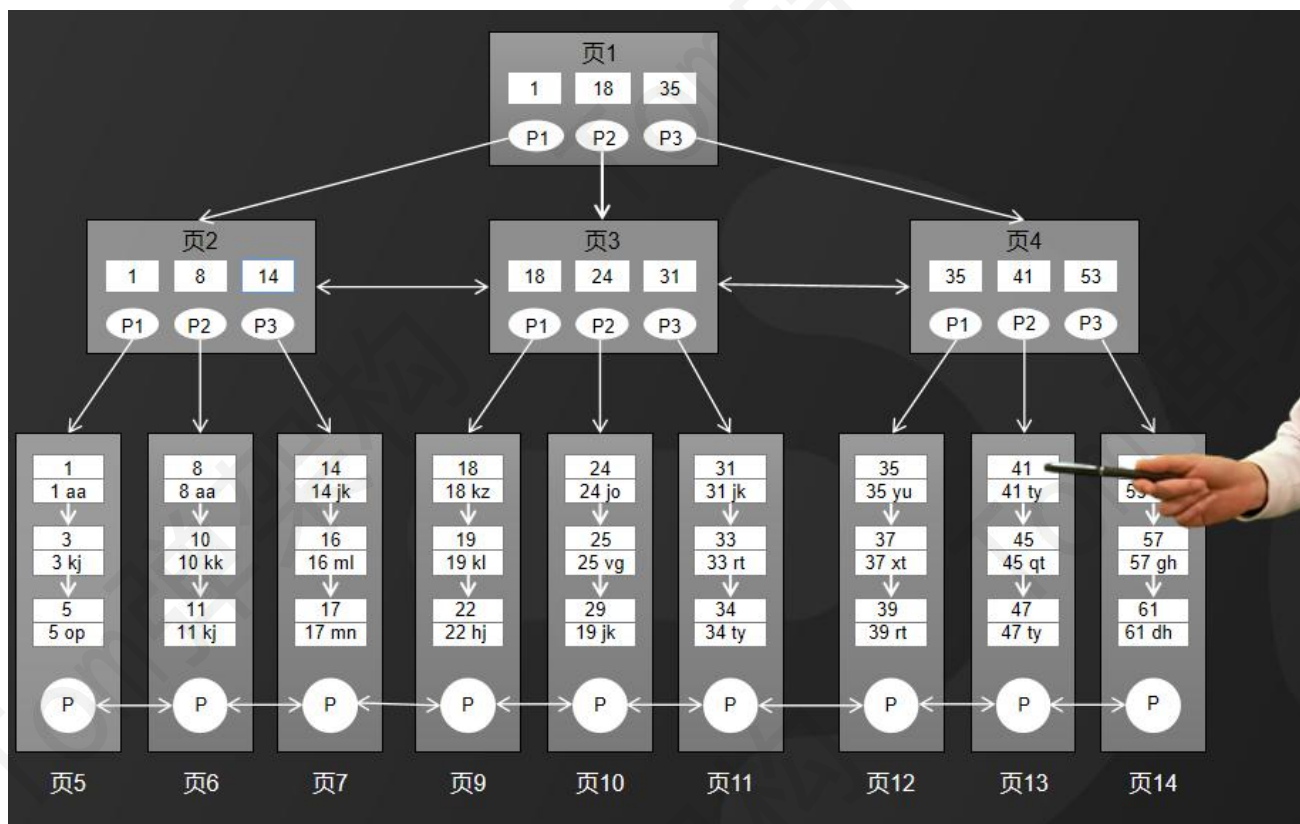 页1
1 18 35
P1 P2 P3
页2
1 8 14
P1 P2 P3
页3
18 24 31
P1 P2 P3
页4
35 41 53
P1 P2 P3
1
1 aa
3
3 kj
5
5 op
P
页5
8
8 aa
10
10 kk
11
11 kj
P
页6
14
14 jk
16
16 ml
17
17 mn
P
页7
18
18 kz
19
19 kl
22
22 hj
P
页9
24
24 jo
25
25 vg
29
19 jk
P
页10
31
31 jk
33
33 rt
34
34 ty
P
页11
35
35 yu
37
37 xt
39
39 rt
P
页12
41
41 ty
45
45 qt
47
47 ty
P
页13
57
57 gh
61
61 dh
P
页14
Tom弹架构